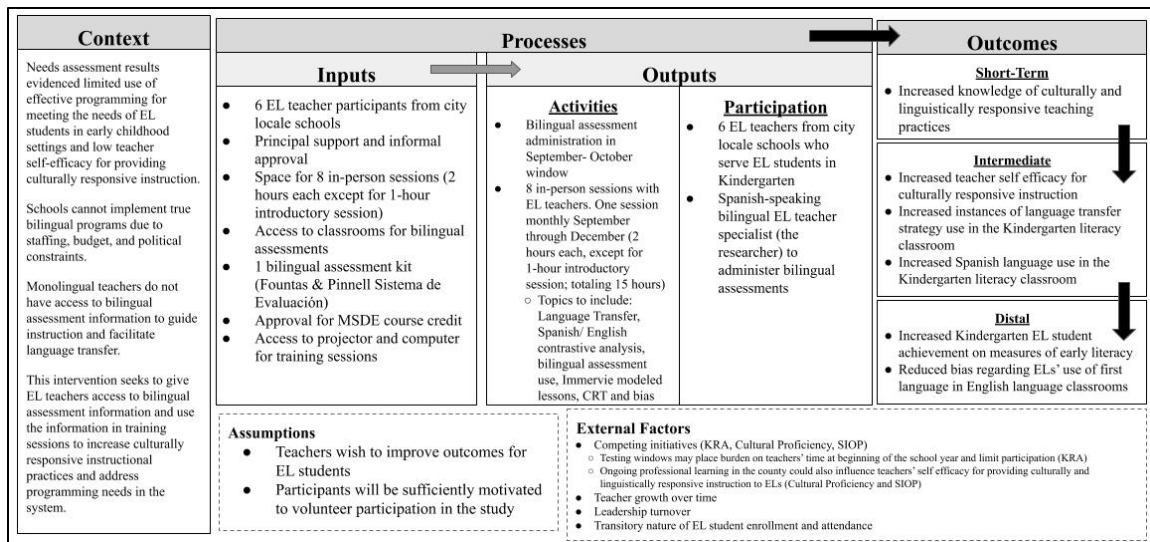 Context
Needs assessment results
evidenced limited use of
effective programming for
meeting the needs of EL
students in early childhood
settings and low teacher
self-efficacy for providing
culturally responsive instruction.
Schools cannot implement true
bilingual programs due to
staffing, budget, and political
constraints.
Monolingual teachers do not
have access to bilingual
assessment information to guide
instruction and facilitate
language transfer.
This intervention seeks to give
EL teachers access to bilingual
assessment information and use
the information in training
sessions to increase culturally
responsive instructional
practices and address
programming needs in the
system.
Processes
Inputs
● 6 EL teacher participants from city
locale schools
● Principal support and informal
approval
● Space for 8 in-person sessions (2
hours each except for 1-hour
introductory session)
● Access to classrooms for bilingual
assessments
● 1 bilingual assessment kit
(Fountas & Pinnell Sistema de
Evaluación)
● Approval for MSDE course credit
● Access to projector and computer
for training sessions
Outputs
Activities
● Bilingual assessment
administration in
September- October
window
● 8 in-person sessions with
EL teachers. One session
monthly September
through December (2
hours each, except for
1-hour introductory
session; totaling 15 hours)
○ Topics to include:
Language Transfer,
Spanish/ English
contrastive analysis,
bilingual assessment
use, Immervie modeled
lessons, CRT and bias
Participation
● 6 EL teachers from city
locale schools who
serve EL students in
Kindergarten
● Spanish-speaking
bilingual EL teacher
specialist (the
researcher) to
administer bilingual
assessments
Outcomes
Short-Term
● Increased knowledge of culturally and
linguistically responsive teaching
practices
Intermediate
● Increased teacher self efficacy for
culturally responsive instruction
● Increased instances of language transfer
strategy use in the Kindergarten literacy
classroom
● Increased Spanish language use in the
Kindergarten literacy classroom
Distal
● Increased Kindergarten EL student
achievement on measures of early literacy
● Reduced bias regarding ELs' use of first
language in English language classrooms
Assumptions
● Teachers wish to improve outcomes for
EL students
● Participants will be sufficiently motivated
to volunteer participation in the study
External Factors
● Competing initiatives (KRA, Cultural Proficiency, SIOP)
○ Testing windows may place burden on teachers' time at beginning of the school year and limit participation (KRA)
○ Ongoing professional learning in the county could also influence teachers' self efficacy for providing culturally and
linguistically responsive instruction to ELs (Cultural Proficiency and SIOP)
● Teacher growth over time
● Leadership turnover
● Transitory nature of EL student enrollment and attendance